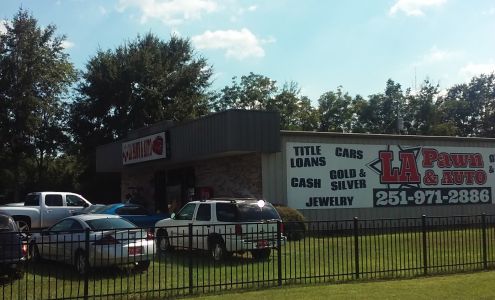 TITLE
LOANS
CARS
CASH
GOLD &
SILVER
JEWELRY
LA Pawn
& AUTO
251-971-2886